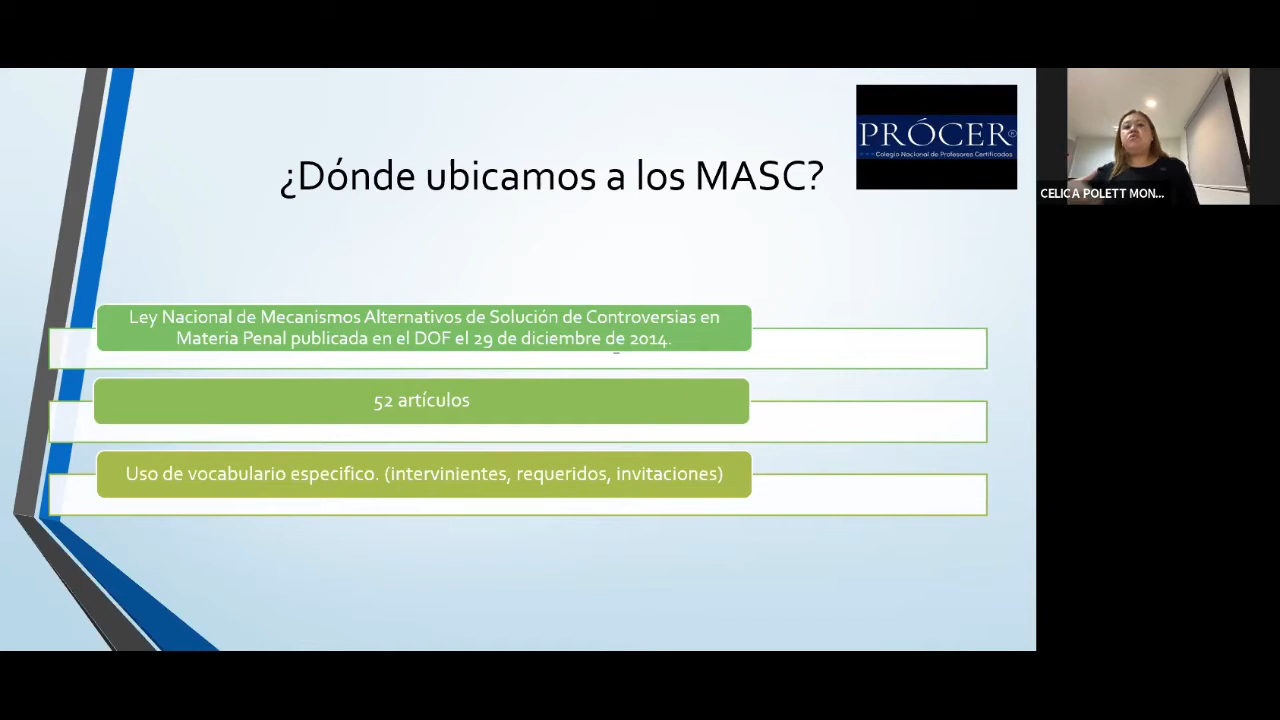 ¿Dónde ubicamos a los MASC?
PRÓCER®
Colegio Nacional de Profesores Certificados
CELICA POLETT MON...
Ley Nacional de Mecanismos Alternativos de Solución de Controversias en
Materia Penal publicada en el DOF el 29 de diciembre de 2014.
52 artículos
Uso de vocabulario especifico. (intervinientes, requeridos, invitaciones)